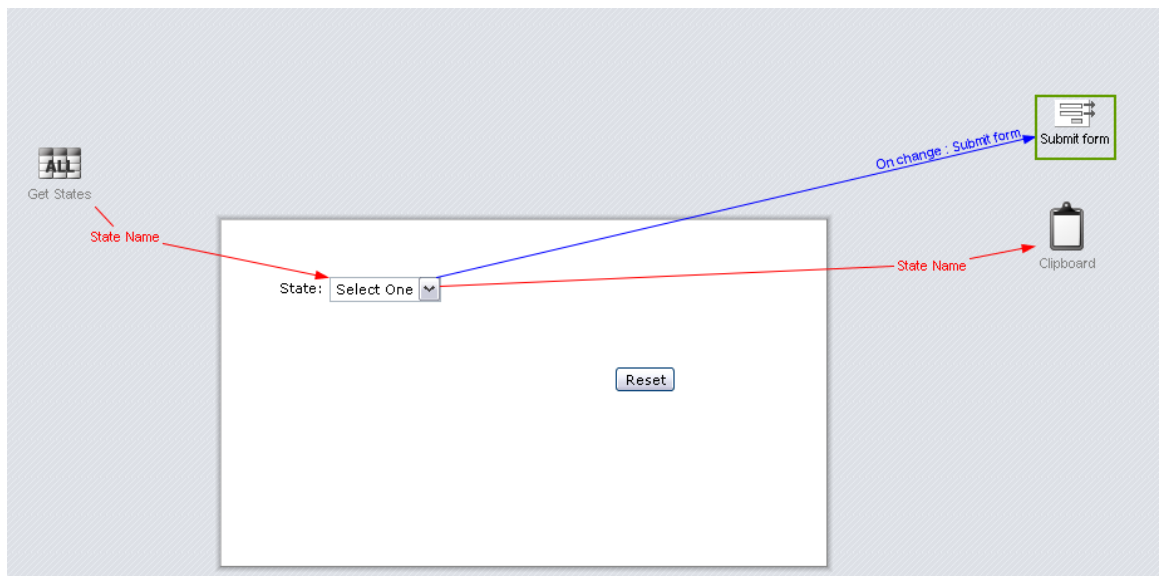 ALL
Get States
State Name
On change : Submit form
Submit form
State Name
Clipboard
State: Select One
Reset